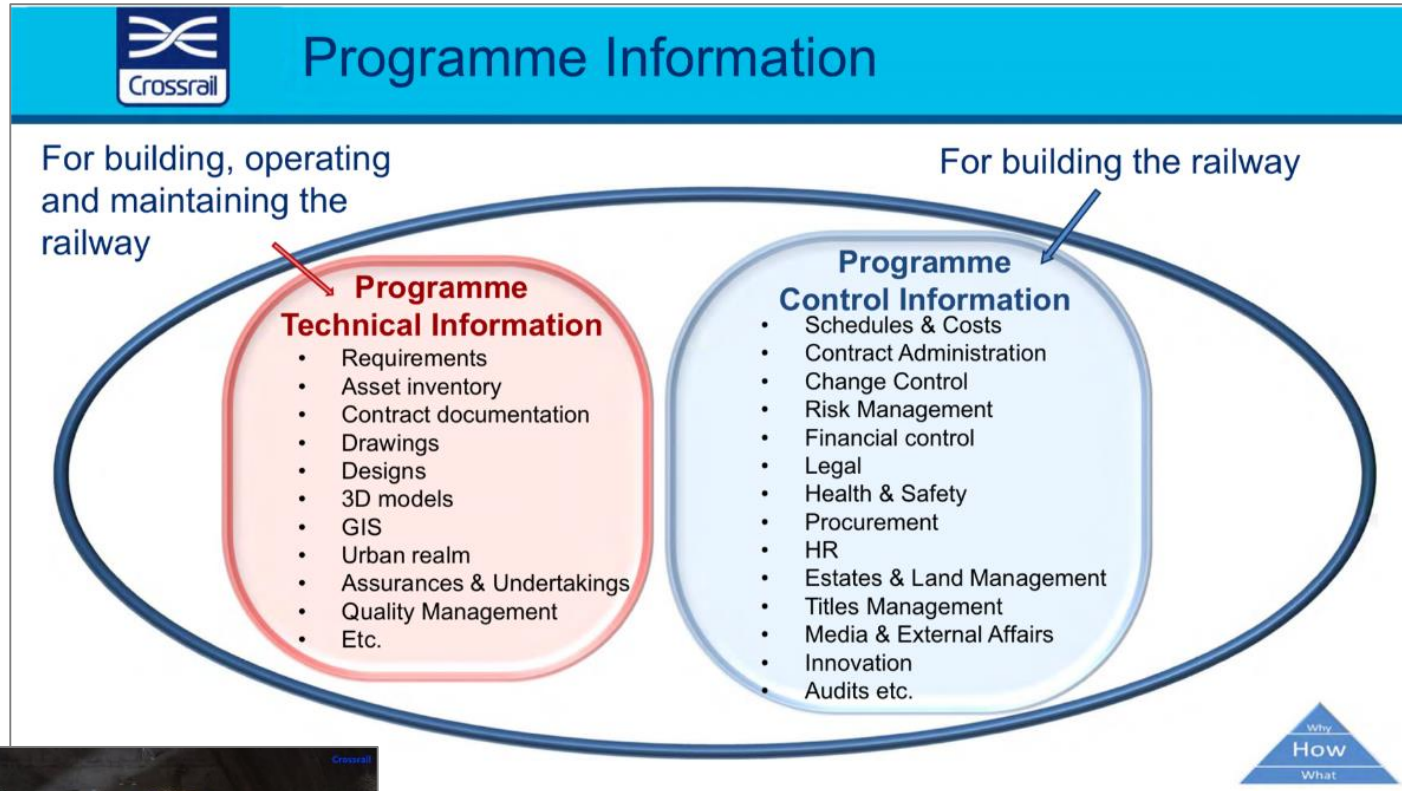 Crossrail
Programme Information
For building, operating
and maintaining the
railway
For building the railway
Programme
Technical Information
• Requirements
• Asset inventory
• Contract documentation
• Drawings
• Designs
• 3D models
• GIS
• Urban realm
• Assurances & Undertakings
• Quality Management
• Etc.
Programme
Control Information
• Schedules & Costs
• Contract Administration
• Change Control
• Risk Management
• Financial control
• Legal
• Health & Safety
• Procurement
• HR
• Estates & Land Management
• Titles Management
• Media & External Affairs
• Innovation
• Audits etc.
Why
How
What
Crossrail